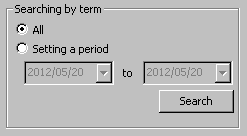 Searching by term
All
Setting a period
2012/05/20 to 2012/05/20
Search